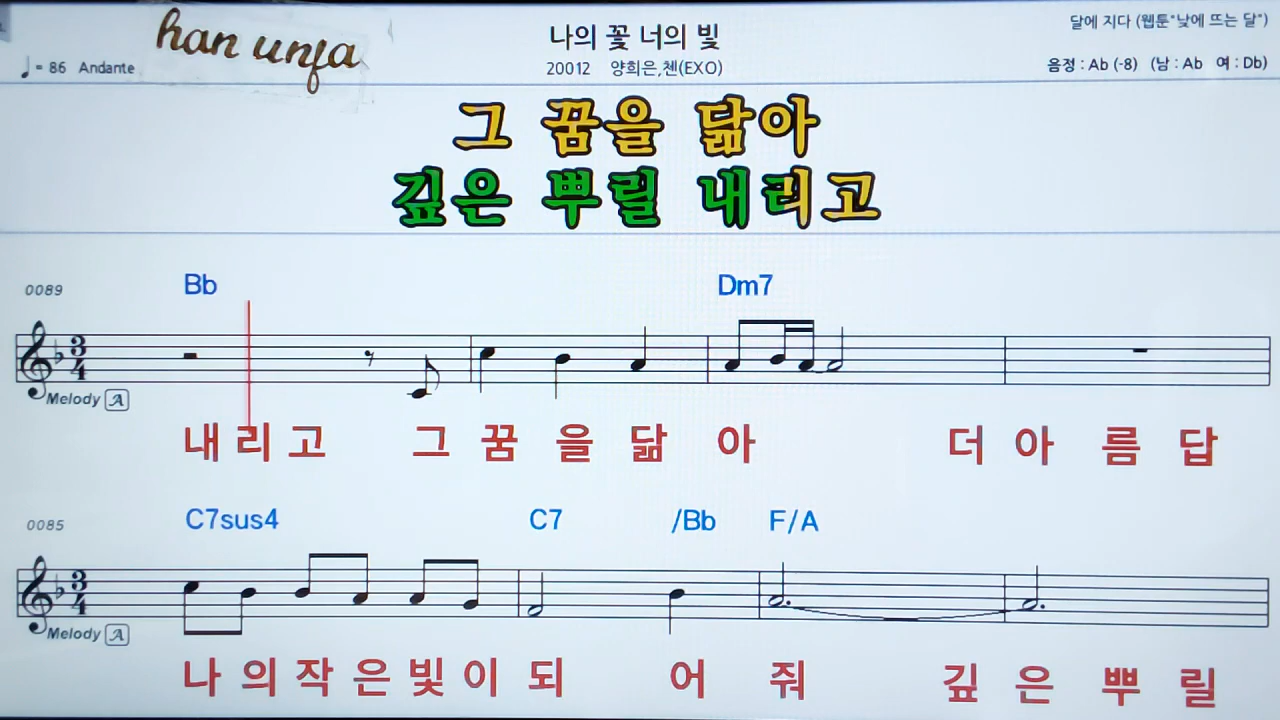 han unja
나의 꽃 너의 빛
달에 지다 (웹툰"낮에 뜨는 달")
♩= 86 Andante
20012 양희은,첸(EXO)
음정 : Ab (-8) (남 : Ab 여 : Db)
그 꿈을 닮아
깊은 뿌릴 내리고
0089
Bb Dm7
3/4
Melody A
내 리 고 그 꿈 을 닮 아 더 아 름 답
0085
C7sus4 C7 /Bb F/A
3/4
Melody A
나 의 작 은 빛 이 되 어 줘 깊 은 뿌 릴